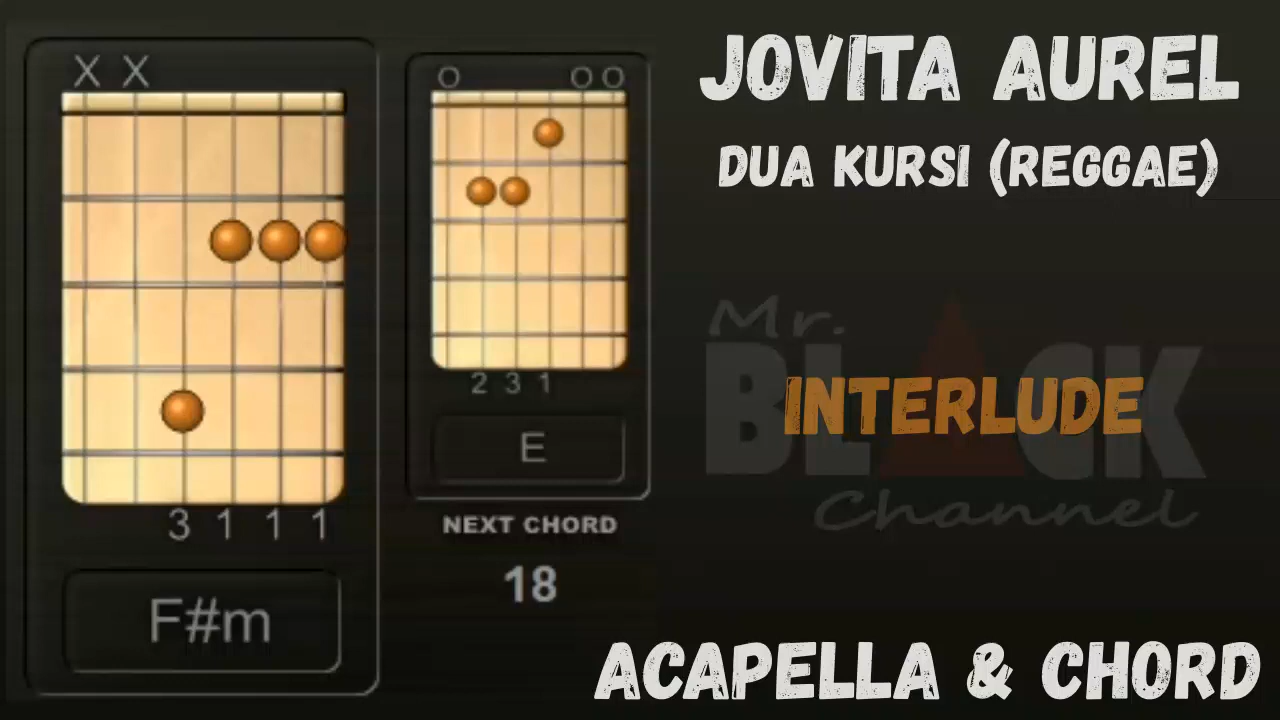 X X
3 1 1 1
F#m
O O O
2 3 1
E
NEXT CHORD
18
JOVITA AUREL
DUA KURSI (REGGAE)
Mr.
BLACK
Channel
INTERLUDE
ACAPELLA & CHORD